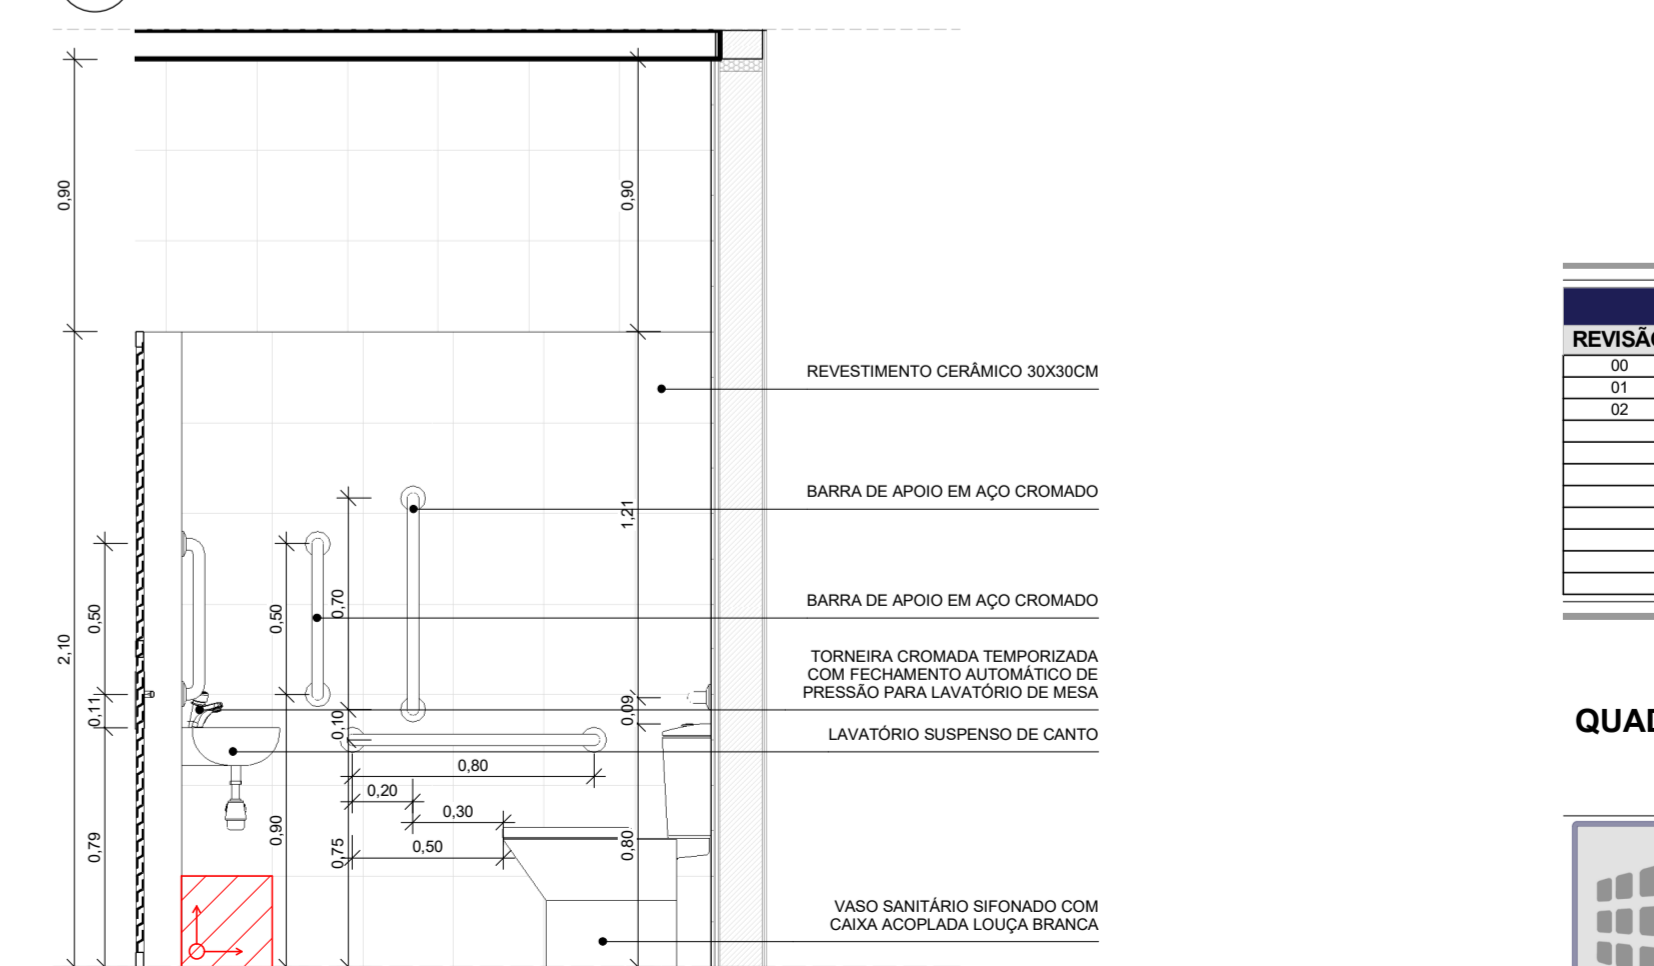 0,90
0,90
REVISÃO
00
01
02
REVESTIMENTO CERÂMICO 30X30CM
BARRA DE APOIO EM AÇO CROMADO
1,21
BARRA DE APOIO EM AÇO CROMADO
0,50
0,50
0,70
2,10
TORNEIRA CROMADA TEMPORIZADA
COM FECHAMENTO AUTOMÁTICO DE
PRESSÃO PARA LAVATÓRIO DE MESA
0,11
0,10
0,09
LAVATÓRIO SUSPENSO DE CANTO
QUAD
0,80
0,20
0,30
0,50
0,79
0,90
0,75
0,80
VASO SANITÁRIO SIFONADO COM
CAIXA ACOPLADA LOUÇA BRANCA